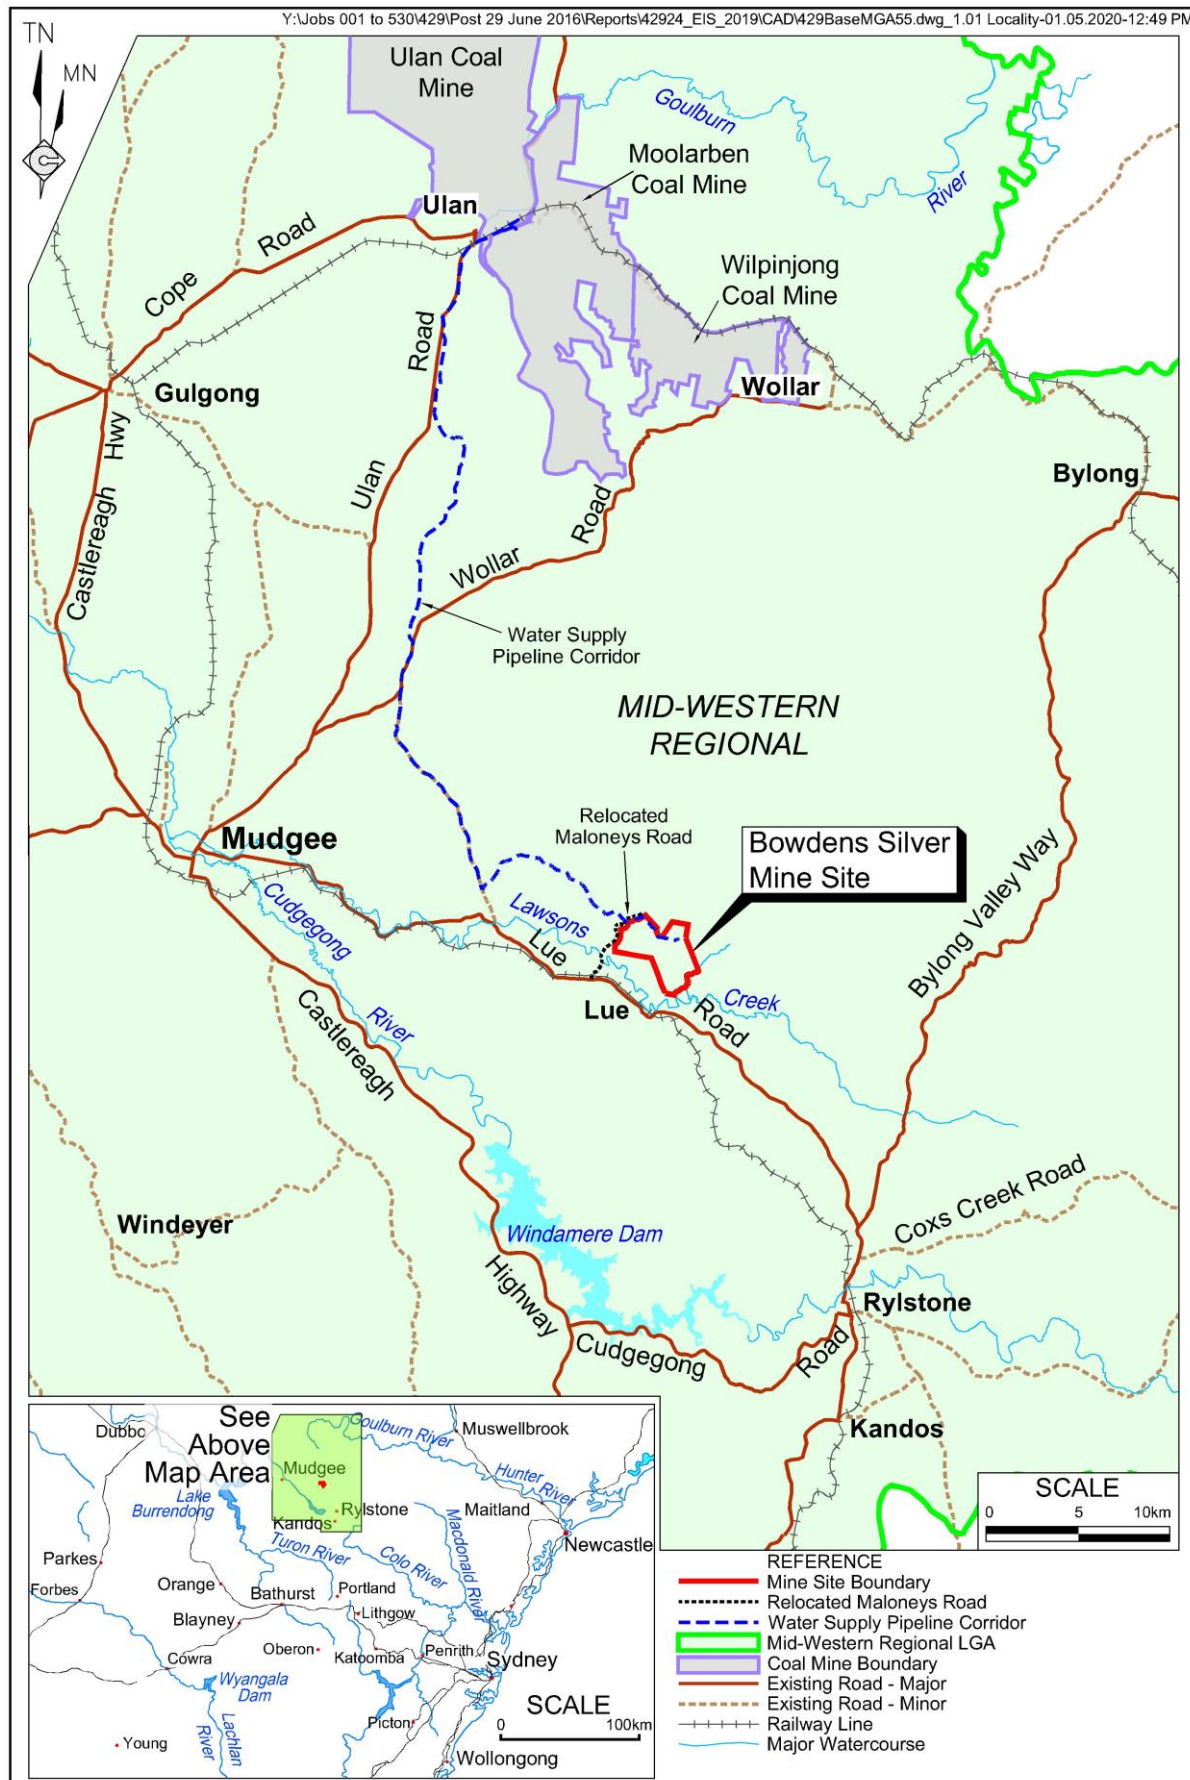 Y:\Jobs 001 to 530\429\Post 29 June 2016\Reports\42924_EIS_2019\CAD\429BaseMGA55.dwg_1.01 Locality-01.05.2020-12:49 PM
TN
MN
Ulan Coal
Mine
Goulburn
River
Moolarben
Coal Mine
Ulan
Cope Road
Wilpinjong
Coal Mine
Road
Gulgong
Wollar
Hwy
Castlereagh
Ulan
Bylong
Road
Wollar
Water Supply
Pipeline Corridor
MID-WESTERN
REGIONAL
Relocated
Maloneys Road
Mudgee
Bowdens Silver
Mine Site
Bylong Valley Way
Cudgegong
River
Lawsons
Creek
Lue
Road
Lue
Castlereagh
Highway
Windeyer
Windamere Dam
Coxs Creek Road
Rylstone
Cudgegong
Road
Kandos
SCALE
0 5 10km
See
Above
Map Area
Dubbo
Goulburn River
Muswellbrook
Mudgee
Hunter River
Lake
Burrendong
Rylstone
Maitland
Kandos
Macdonald River
Newcastle
Turon River
Colo River
Parkes
Forbes
Orange
Bathurst
Portland
Blayney
Lithgow
Oberon
Katoomba
Penrith
Cowra
Sydney
Wyangala
Dam
Lachlan
River
SCALE
0 100km
Picton
Young
Wollongong
REFERENCE
Mine Site Boundary
Relocated Maloneys Road
Water Supply Pipeline Corridor
Mid-Western Regional LGA
Coal Mine Boundary
Existing Road - Major
Existing Road - Minor
Railway Line
Major Watercourse